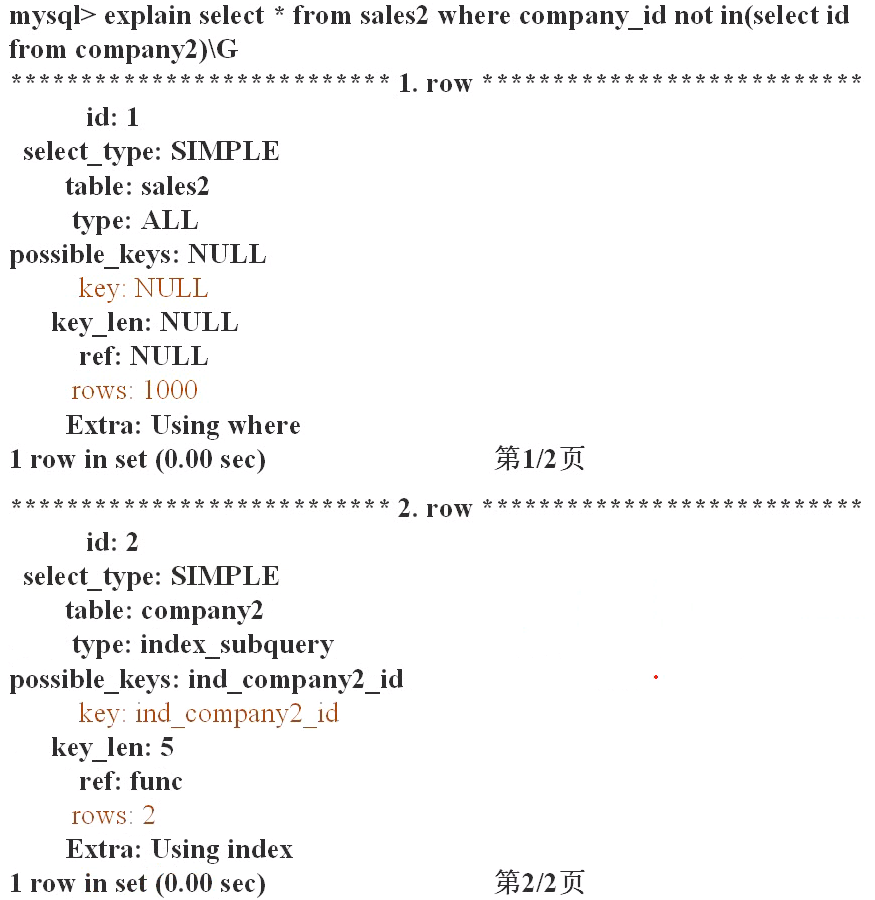 mysql> explain select * from sales2 where company_id not in(select id
from company2)\G
*************************** 1. row ***************************
id: 1
select_type: SIMPLE
table: sales2
type: ALL
possible_keys: NULL
key: NULL
key_len: NULL
ref: NULL
rows: 1000
Extra: Using where
1 row in set (0.00 sec) 第1/2页
*************************** 2. row ***************************
id: 2
select_type: SIMPLE
table: company2
type: index_subquery
possible_keys: ind_company2_id
key: ind_company2_id
key_len: 5
ref: func
rows: 2
Extra: Using index
1 row in set (0.00 sec) 第2/2页